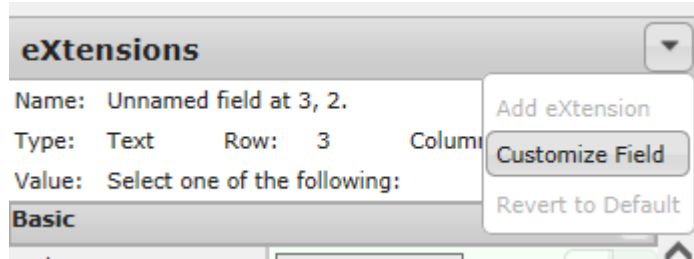 eXtensions
Name: Unnamed field at 3, 2.
Add eXtension
Type: Text Row: 3
Customize Field
Value: Select one of the following:
Revert to Default
Basic